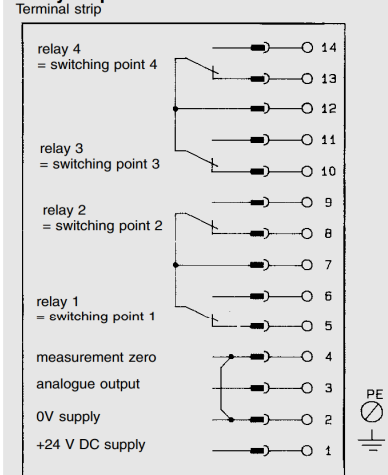 Terminal strip
relay 4
= switching point 4
relay 3
= switching point 3
relay 2
= switching point 2
relay 1
= switching point 1
measurement zero
analogue output
0V supply
+24 V DC supply
14
13
12
11
10
9
8
7
6
5
4
3
2
1
PE